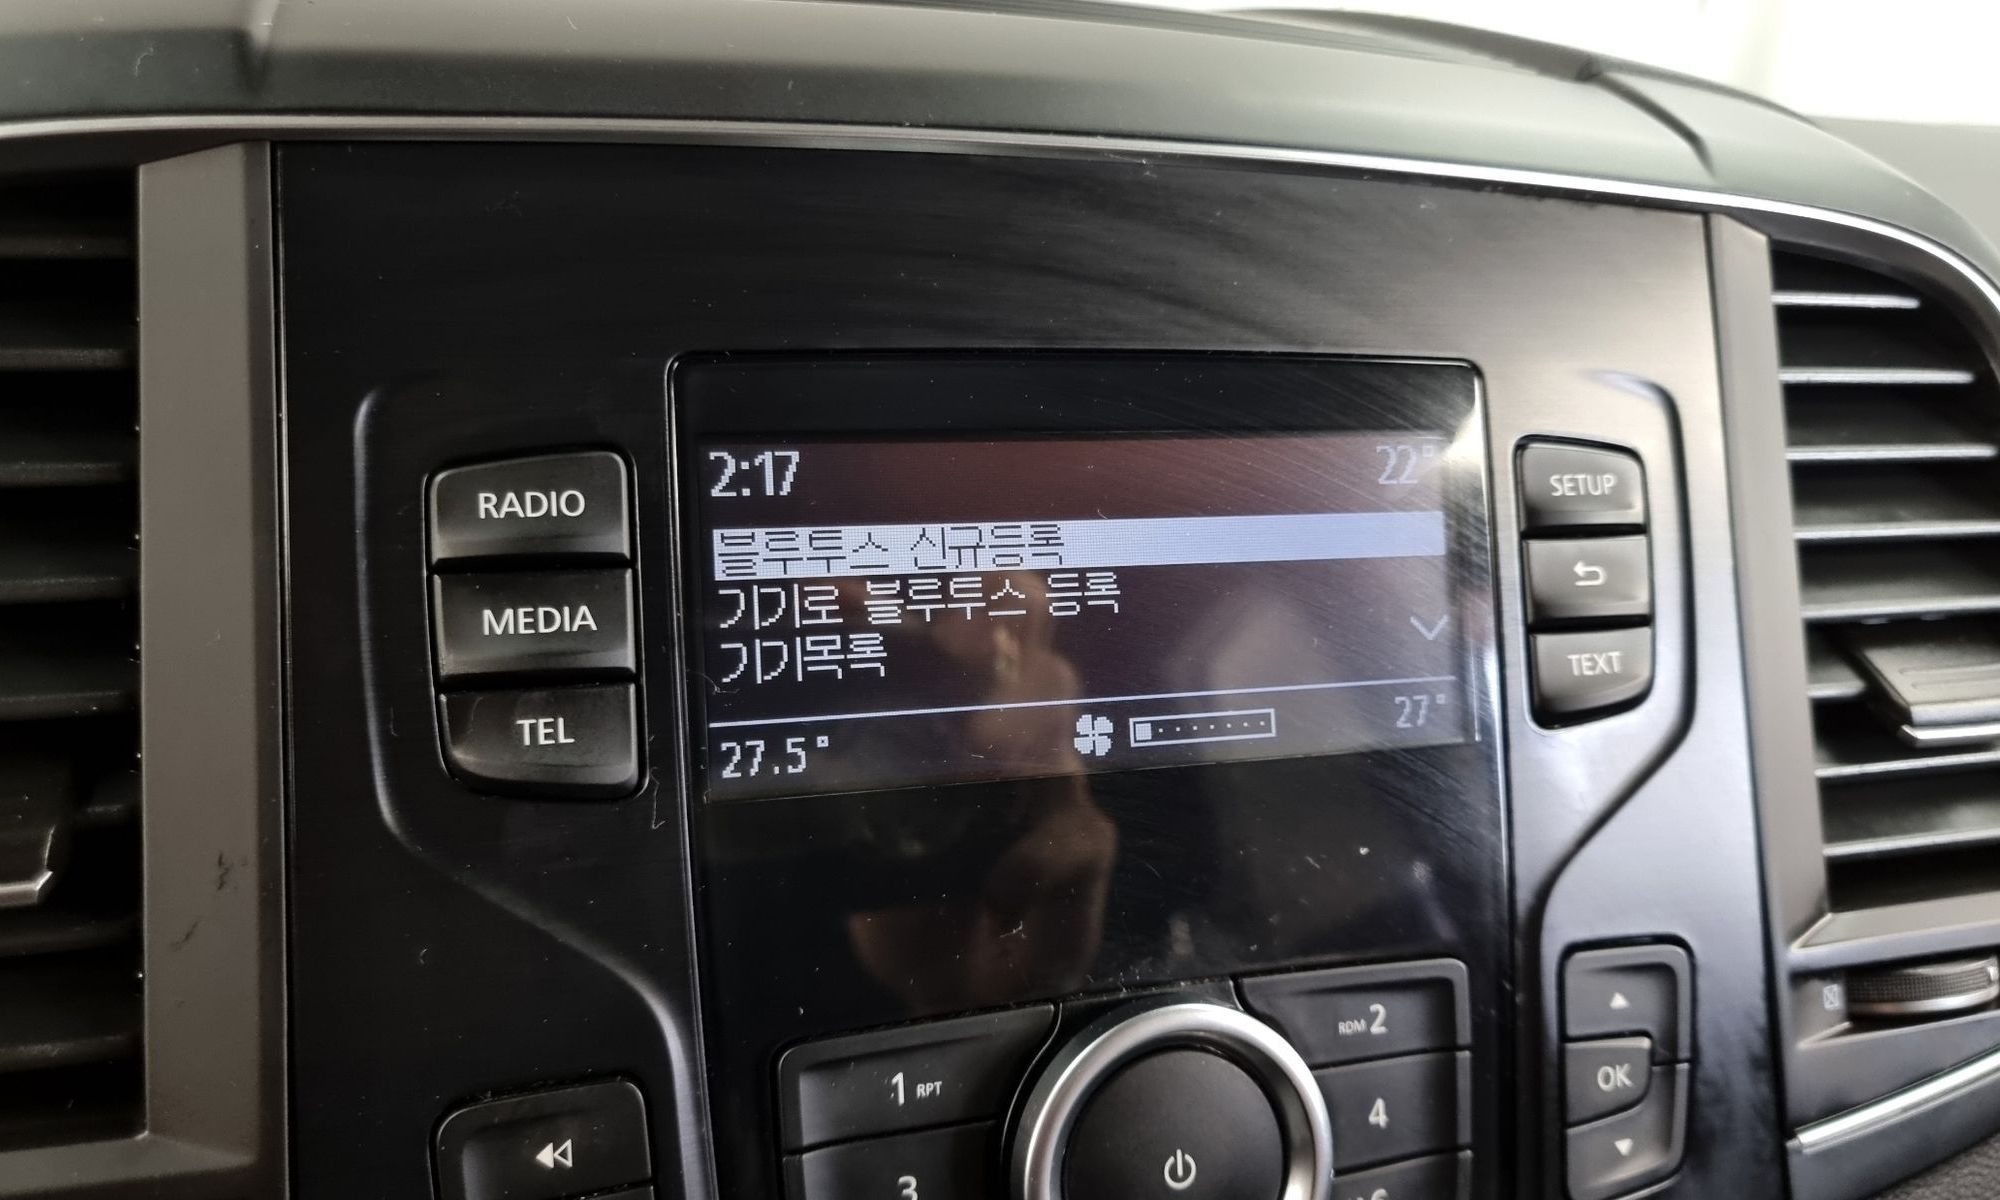 RADIO
MEDIA
TEL
2:17 22°
블루투스 신규등록
기기로 블루투스 등록
기기목록
27.5° 27°
SETUP
TEXT
1 RPT
RDM 2
3
4
OK